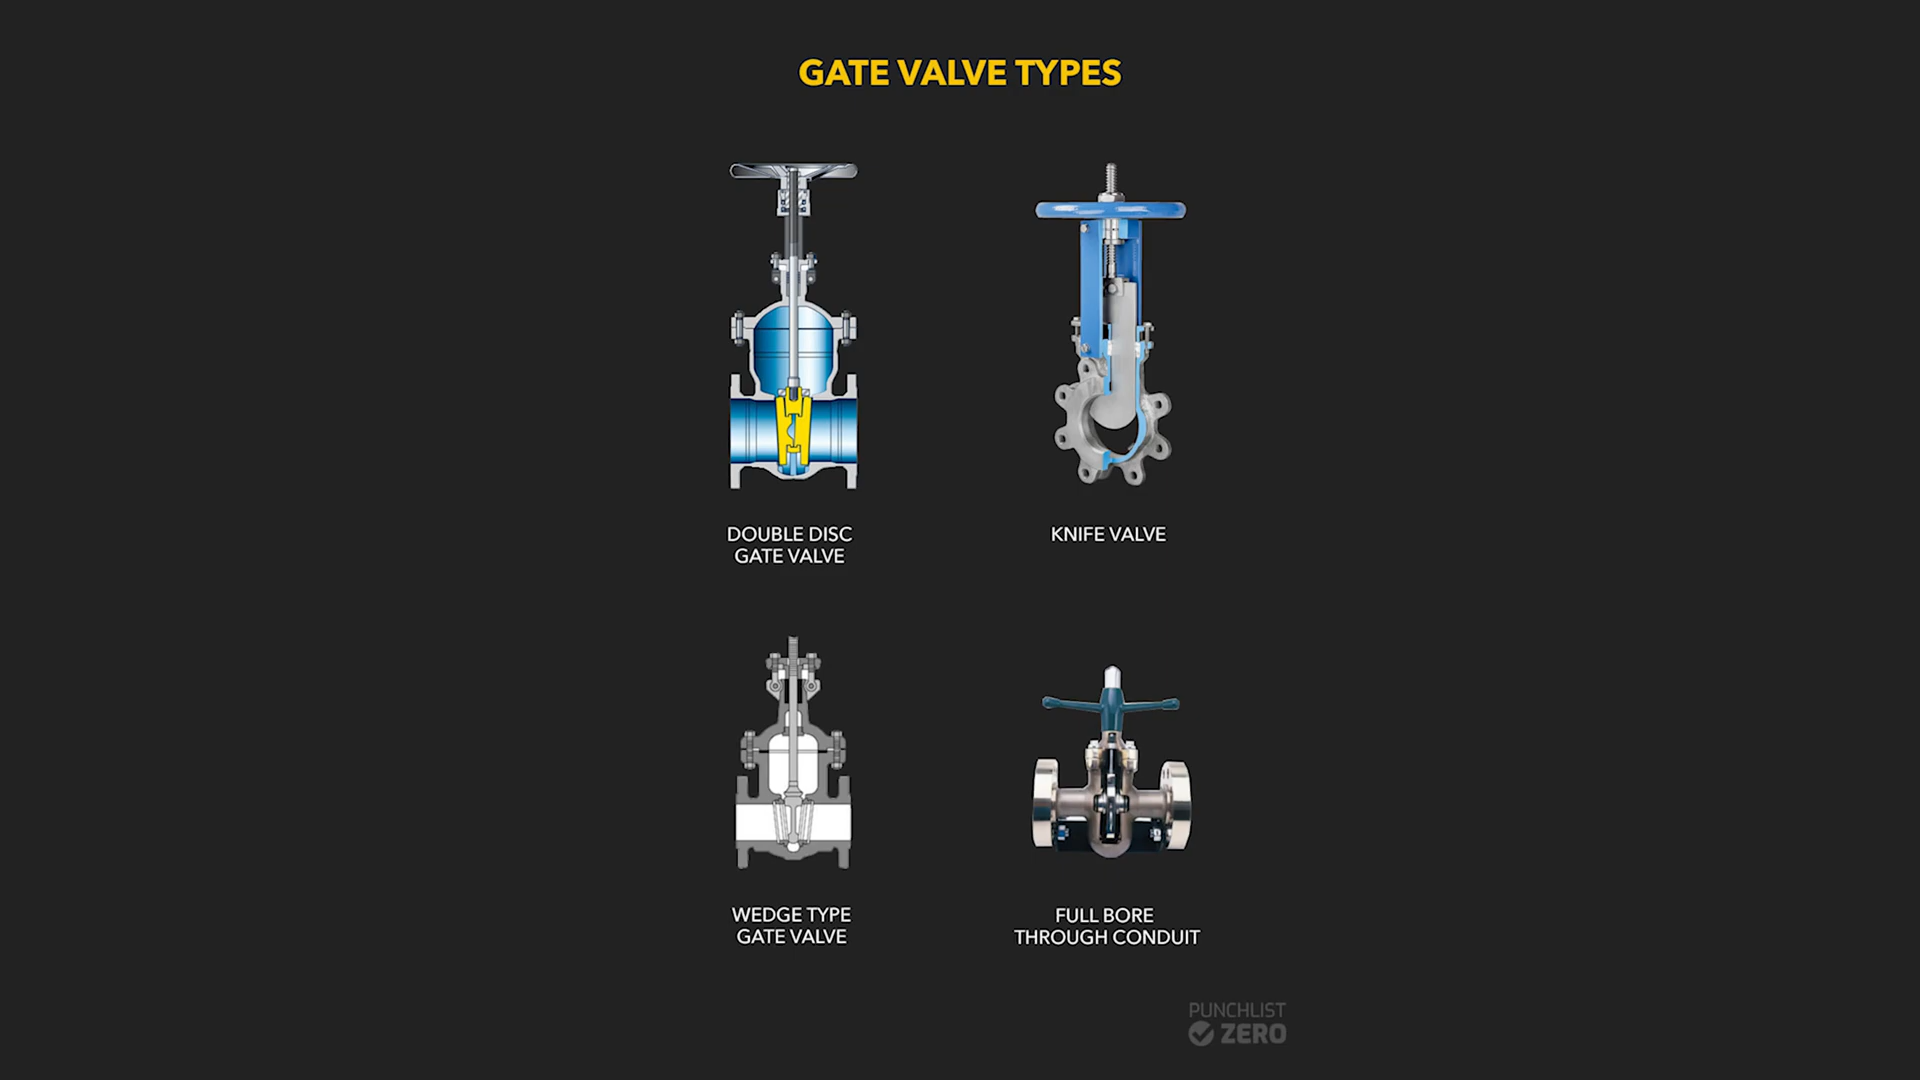 GATE VALVE TYPES
DOUBLE DISC
GATE VALVE
KNIFE VALVE
WEDGE TYPE
GATE VALVE
FULL BORE
THROUGH CONDUIT
PUNCHLIST
ZERO